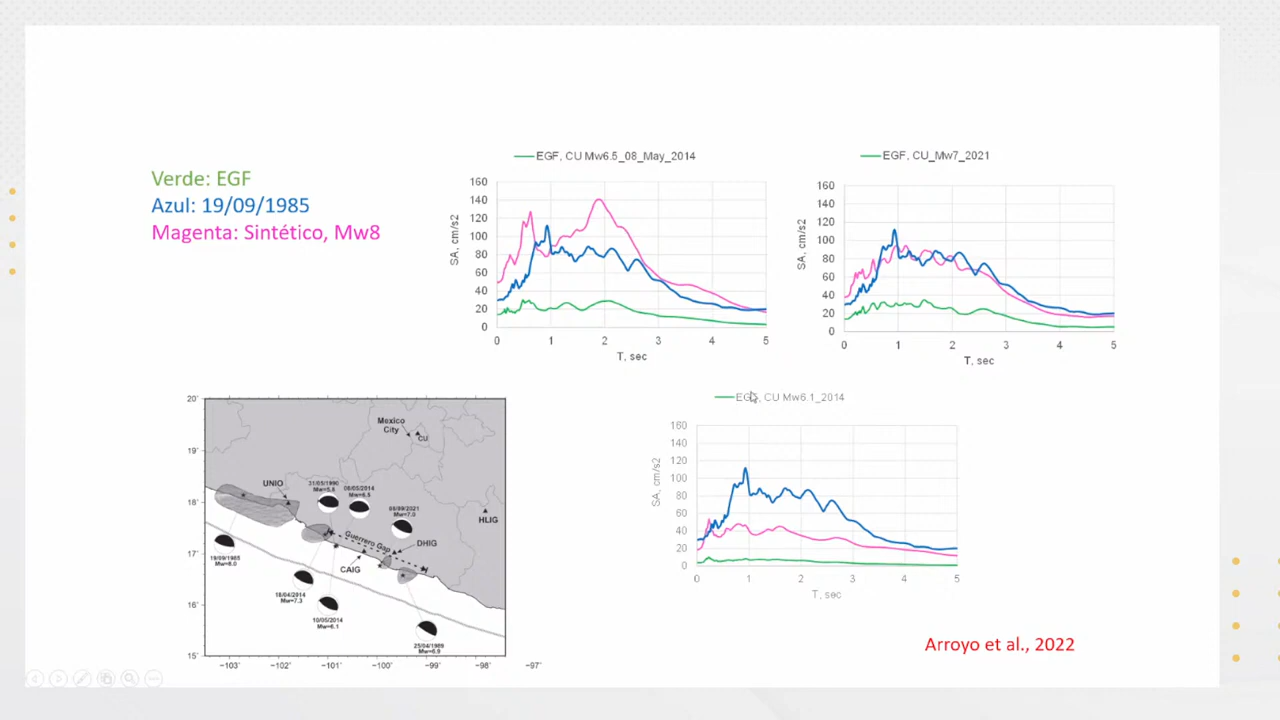 Verde: EGF
Azul: 19/09/1985
Magenta: Sintético, Mw8
EGF, CU Mw6.5_08_May_2014
160
140
120
100
80
60
40
20
0
SA, cm/s2
0 1 2 3 4 5
T, sec
EGF, CU_Mw7_2021
160
140
120
100
80
60
40
20
0
SA, cm/s2
0 1 2 3 4 5
T, sec
20˚
19˚
18˚
17˚
16˚
15˚
Mexico
City
CU
UNIO
31/05/1990
Mw=5.9
08/05/2014
Mw=6.5
08/09/2021
Mw=7.0
HLIG
Guerrero Gap
DHIG
CAIG
19/09/1985
Mw=8.0
18/04/2014
Mw=7.3
10/05/2014
Mw=6.1
25/04/1989
Mw=6.9
−103˚ −102˚ −101˚ −100˚ −99˚ −98˚ −97˚
EGF, CU Mw6.1_2014
160
140
120
100
80
60
40
20
0
SA, cm/s2
0 1 2 3 4 5
T, sec
Arroyo et al., 2022